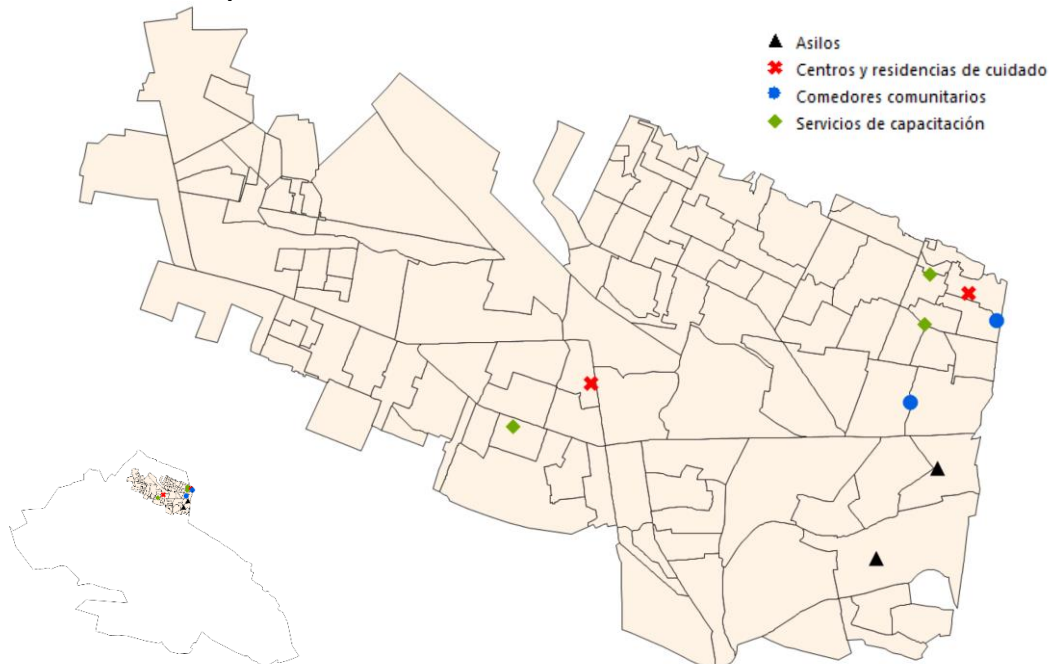 Asilos
Centros y residencias de cuidado
Comedores comunitarios
Servicios de capacitación